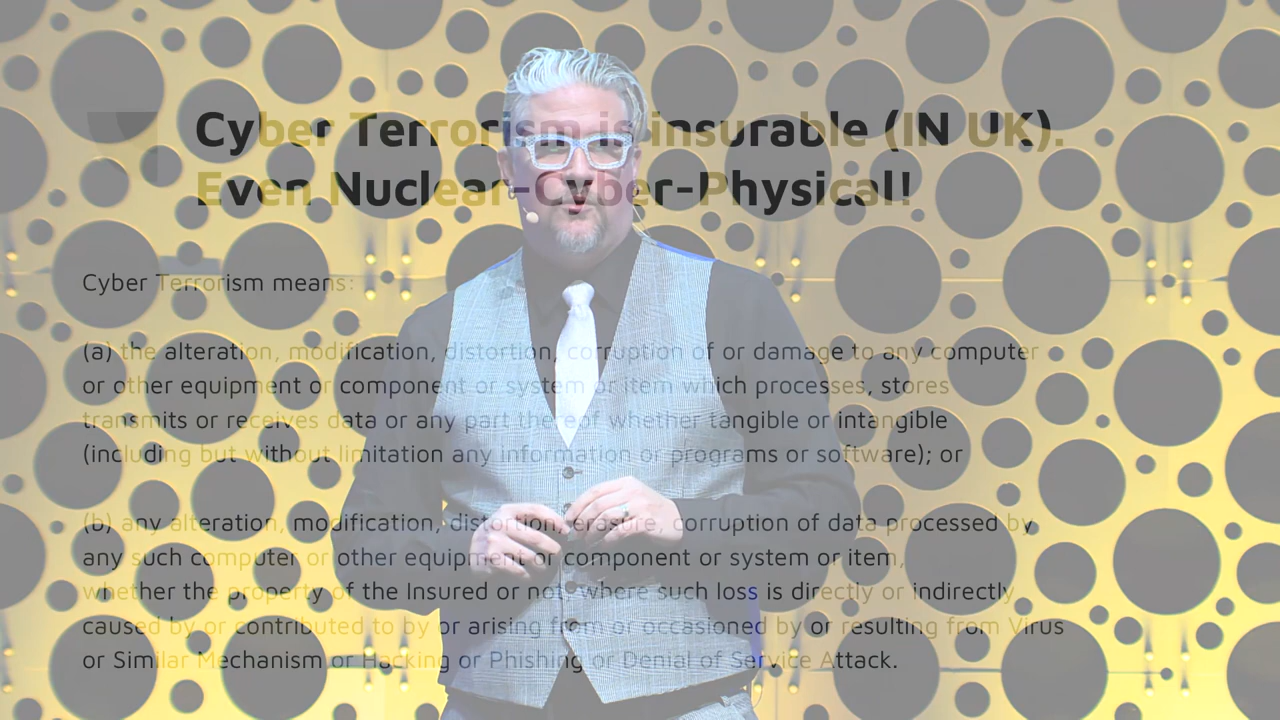 Cyber Terrorism is insurable (IN UK).
Even Nuclear-Cyber-Physical!
Cyber Terrorism means:
(a) the alteration, modification, distortion, corruption of or damage to any computer
or other equipment or component or system or item which processes, stores
transmits or receives data or any part thereof whether tangible or intangible
(including but without limitation any information or programs or software); or
(b) any alteration, modification, distortion, erasure, corruption of data processed by
any such computer or other equipment or component or system or item,
whether the property of the Insured or not, where such loss is directly or indirectly
caused by or contributed to by or arising from or occasioned by or resulting from Virus
or Similar Mechanism or Hacking or Phishing or Denial of Service Attack.